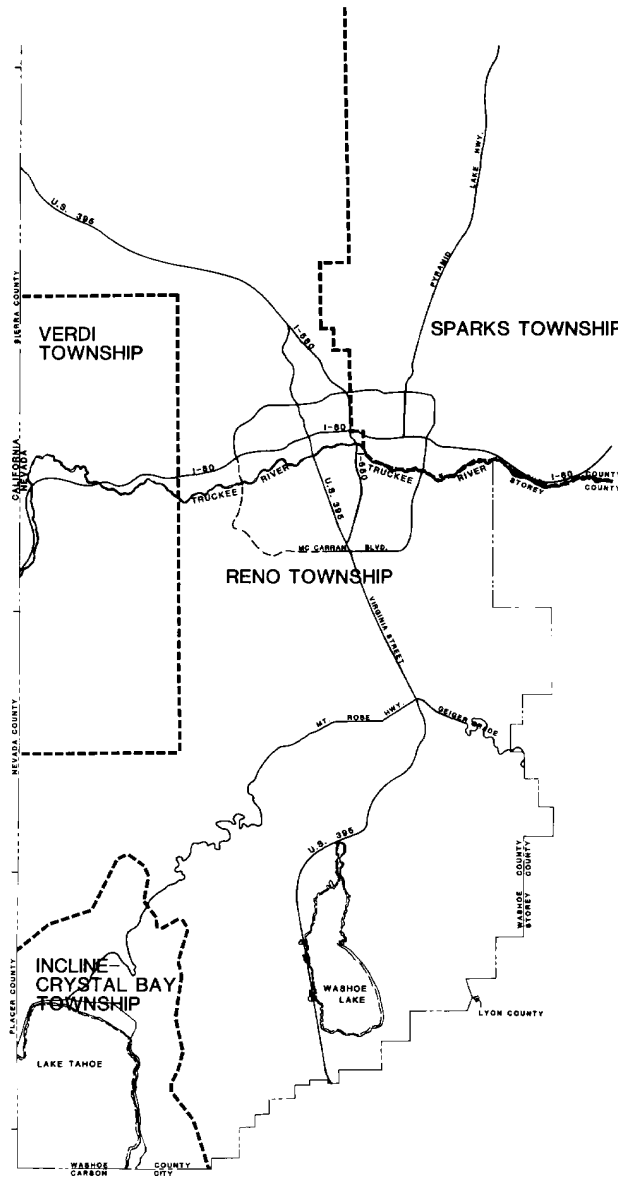 LAKE HWY.
PYRAMID
U.S. 395
SIERRA COUNTY
I-580
VERDI
TOWNSHIP
SPARKS TOWNSHIP
I-80
CALIFORNIA
NEVADA
I-80
TRUCKEE RIVER
U.S. 395
I-580
TRUCKEE RIVER
I-80
STOREY COUNTY
COUNTY
MC CARRAN BLVD.
RENO TOWNSHIP
VIRGINIA STREET
MT. ROSE HWY.
GEIGER GRADE
NEVADA COUNTY
U.S. 395
WASHOE COUNTY
STOREY COUNTY
INCLINE-
CRYSTAL BAY
TOWNSHIP
WASHOE
LAKE
LYON COUNTY
PLACER COUNTY
LAKE TAHOE
WASHOE COUNTY
CARSON CITY